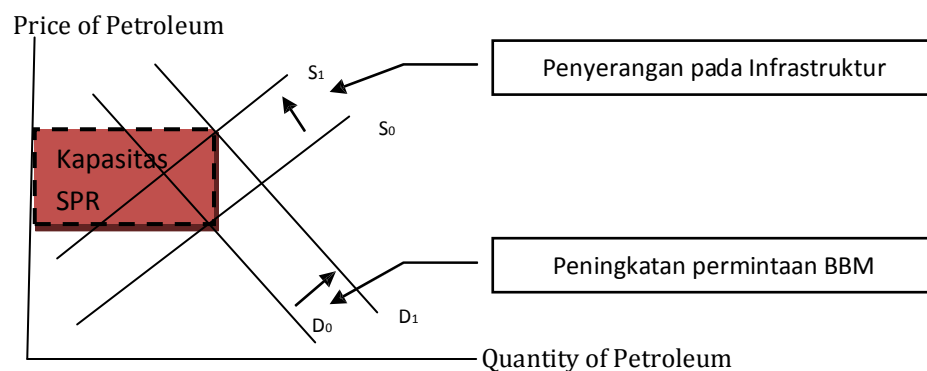 Price of Petroleum
S1
Penyerangan pada Infrastruktur
S0
Kapasitas
SPR
Peningkatan permintaan BBM
D0
D1
Quantity of Petroleum